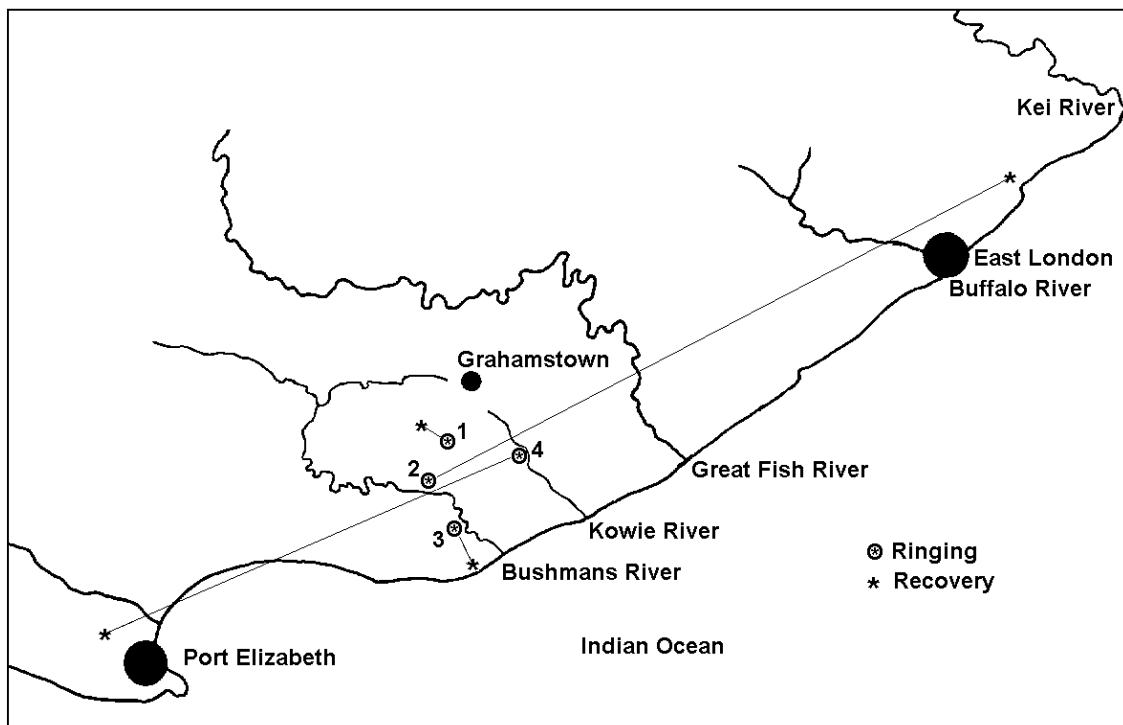 Kei River
East London
Buffalo River
Grahamstown
1
4
2
Great Fish River
3
Kowie River
Ringing
Bushmans River
Recovery
Indian Ocean
Port Elizabeth